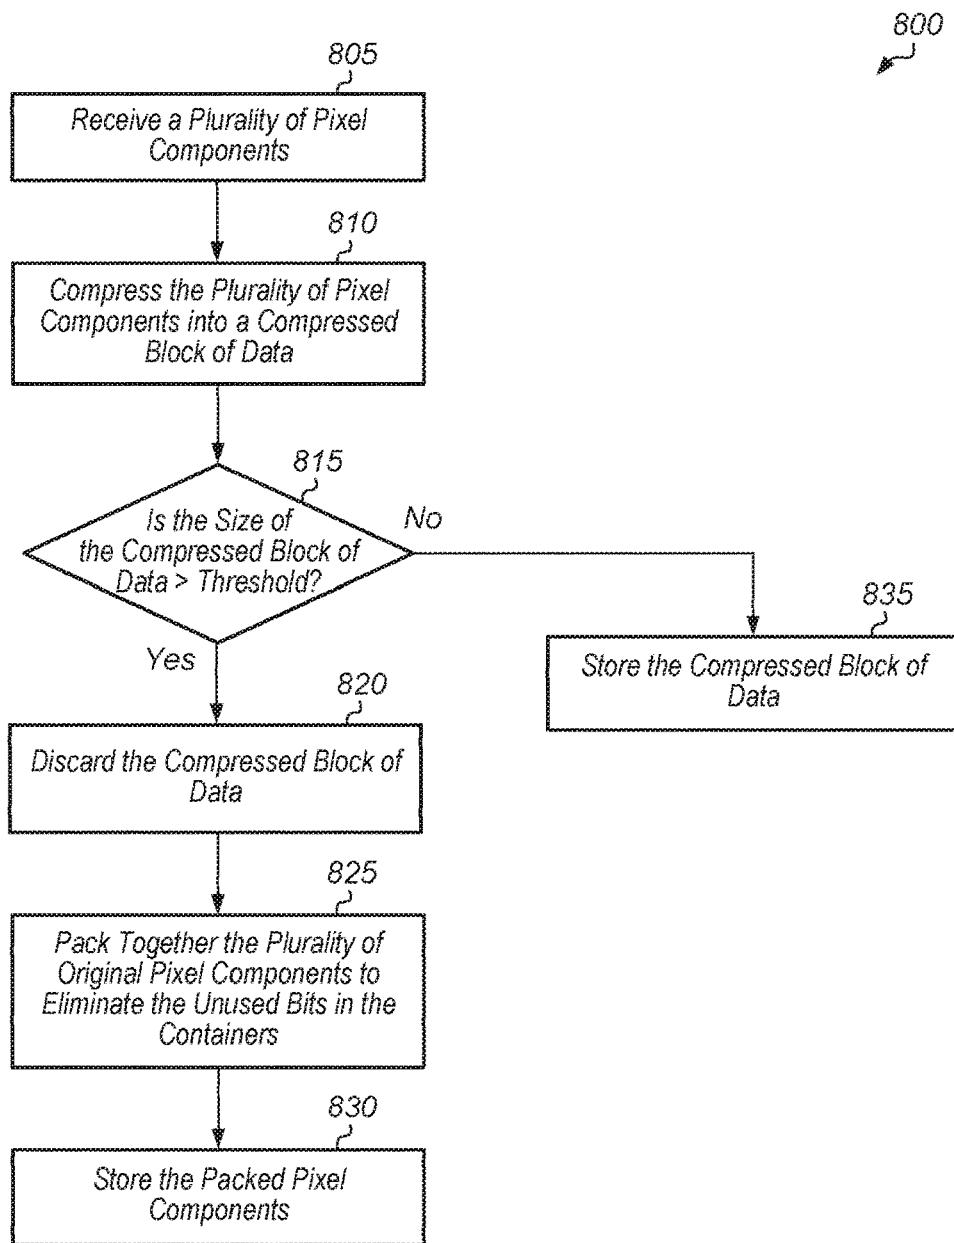 800
805
Receive a Plurality of Pixel
Components
810
Compress the Plurality of Pixel
Components into a Compressed
Block of Data
815
Is the Size of
the Compressed Block of
Data > Threshold?
No
Yes
835
Store the Compressed Block of
Data
820
Discard the Compressed Block of
Data
825
Pack Together the Plurality of
Original Pixel Components to
Eliminate the Unused Bits in the
Containers
830
Store the Packed Pixel
Components